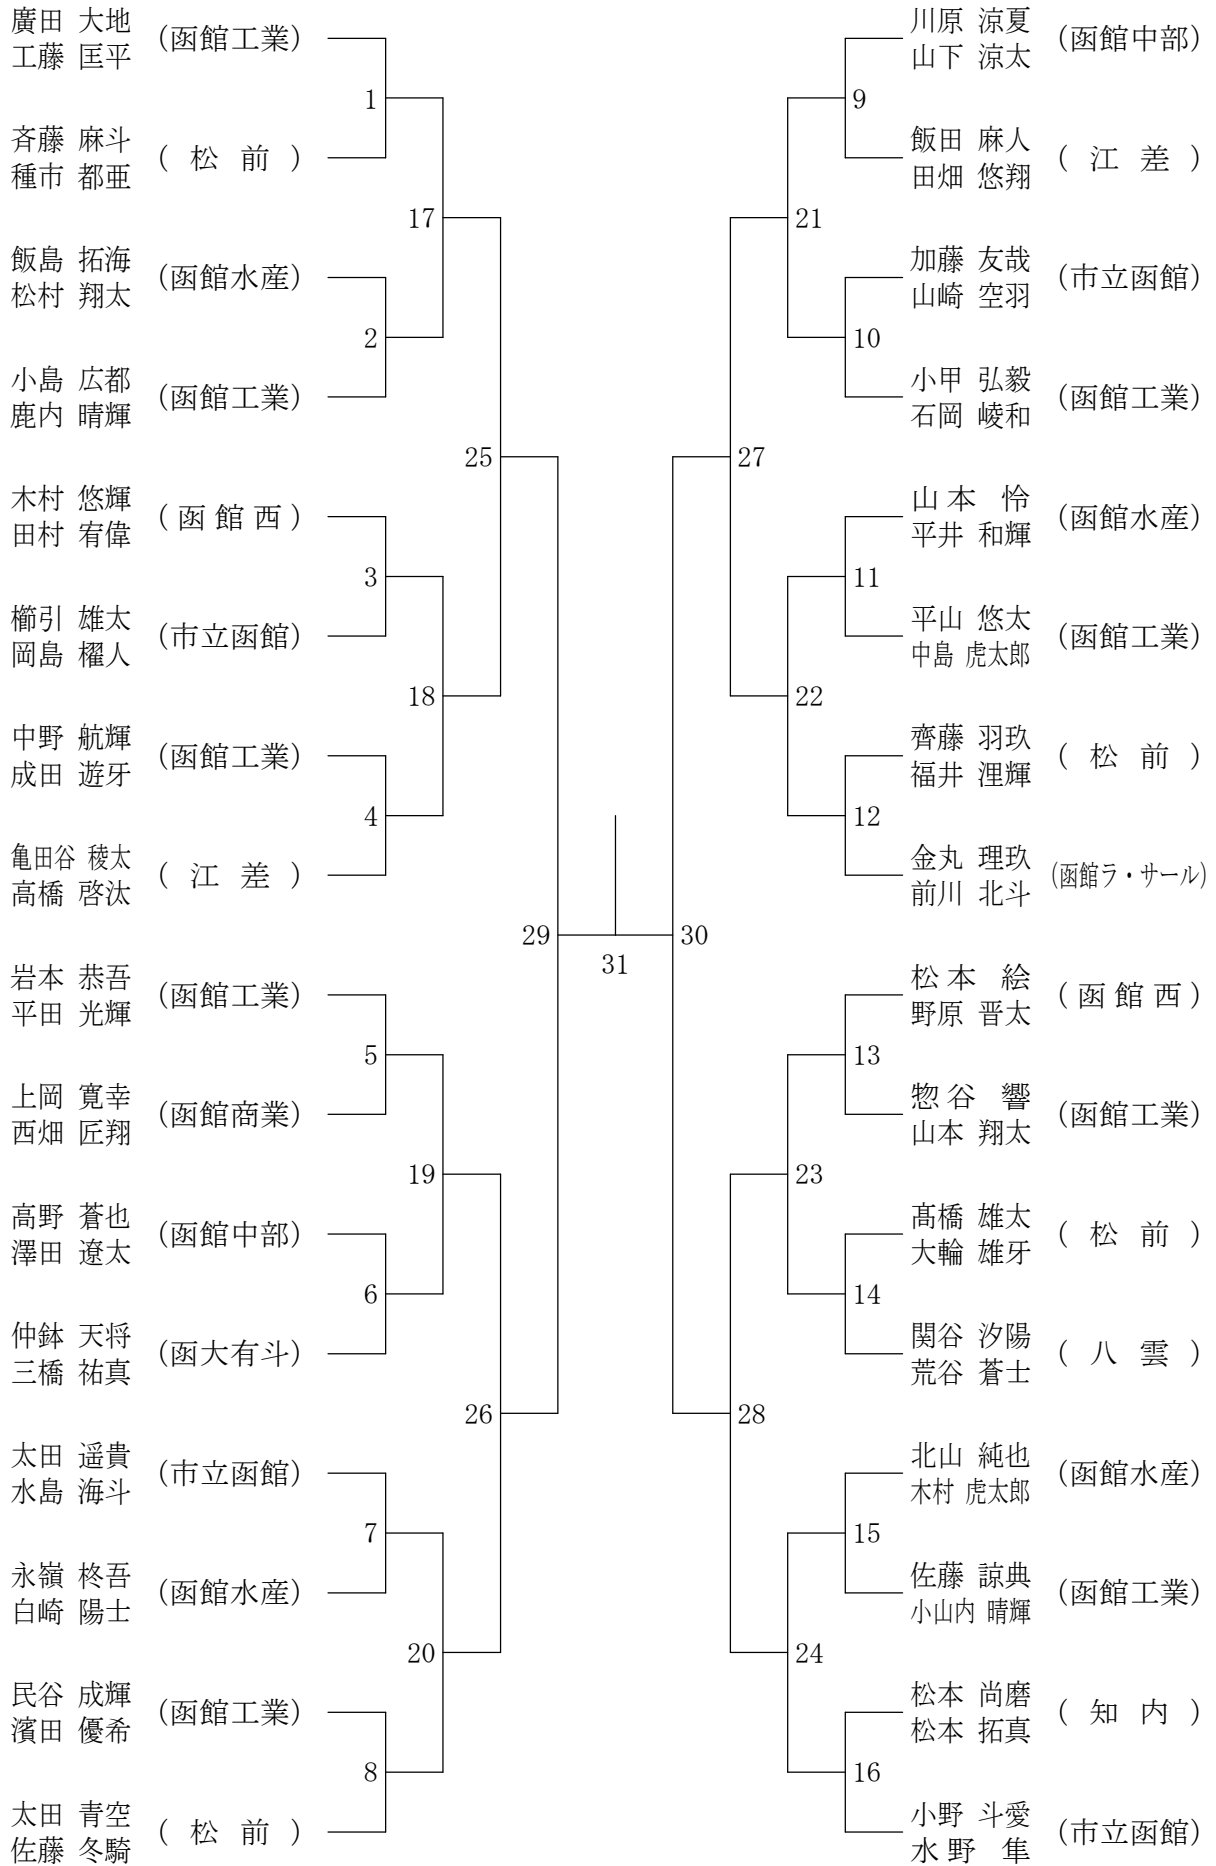 廣田 大地
工藤 匡平
(函館工業)
1
斉藤 麻斗
種市 都亜
( 松 前 )
17
飯島 拓海
松村 翔太
(函館水産)
2
小島 広都
鹿内 晴輝
(函館工業)
25
木村 悠輝
田村 宥偉
( 函 館 西 )
3
櫛引 雄太
岡島 櫂人
(市立函館)
18
中野 航輝
成田 遊牙
(函館工業)
4
亀田谷 稜太
高橋 啓汰
( 江 差 )
29
岩本 恭吾
平田 光輝
(函館工業)
5
上岡 寛幸
西畑 匠翔
(函館商業)
19
高野 蒼也
澤田 遼太
(函館中部)
6
仲鉢 天将
三橋 祐真
(函大有斗)
26
太田 遥貴
水島 海斗
(市立函館)
7
永嶺 柊吾
白崎 陽士
(函館水産)
20
民谷 成輝
濱田 優希
(函館工業)
8
太田 青空
佐藤 冬騎
( 松 前 )
31
川原 涼夏
山下 涼太
(函館中部)
9
飯田 麻人
田畑 悠翔
( 江 差 )
21
加藤 友哉
山崎 空羽
(市立函館)
10
小甲 弘毅
石岡 崚和
(函館工業)
27
山 本 怜
平井 和輝
(函館水産)
11
平山 悠太
中島 虎太郎
(函館工業)
22
齊藤 羽玖
福井 浬輝
( 松 前 )
12
金丸 理玖
前川 北斗
(函館ラ・サール)
30
松 本 絵
野原 晋太
( 函 館 西 )
13
惣 谷 響
山本 翔太
(函館工業)
23
髙橋 雄太
大輪 雄牙
( 松 前 )
14
関谷 汐陽
荒谷 蒼士
( 八 雲 )
28
北山 純也
木村 虎太郎
(函館水産)
15
佐藤 諒典
小山内 晴輝
(函館工業)
24
松本 尚磨
松本 拓真
( 知 内 )
16
小野 斗愛
水 野 隼
(市立函館)